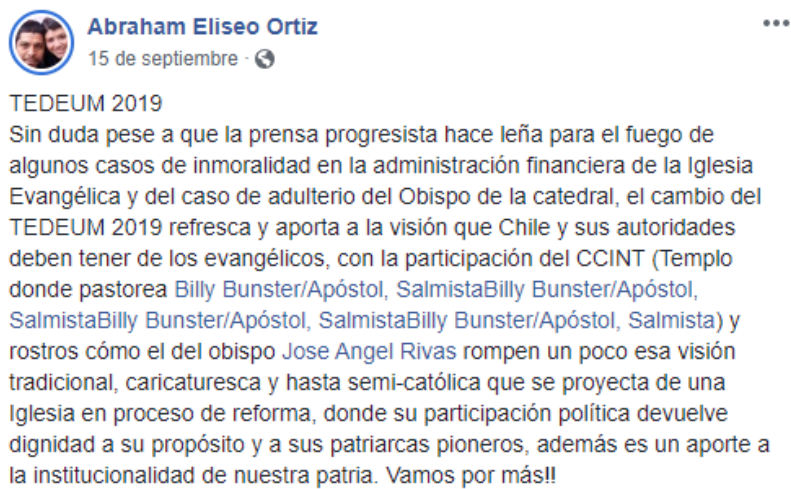 Abraham Eliseo Ortiz
15 de septiembre ·
TEDEUM 2019
Sin duda pese a que la prensa progresista hace leña para el fuego de
algunos casos de inmoralidad en la administración financiera de la Iglesia
Evangélica y del caso de adulterio del Obispo de la catedral, el cambio del
TEDEUM 2019 refresca y aporta a la visión que Chile y sus autoridades
deben tener de los evangélicos, con la participación del CCINT (Templo
donde pastorea Billy Bunster/Apóstol, SalmistaBilly Bunster/Apóstol,
SalmistaBilly Bunster/Apóstol, SalmistaBilly Bunster/Apóstol, Salmista) y
rostros cómo el del obispo Jose Angel Rivas rompen un poco esa visión
tradicional, caricaturesca y hasta semi-católica que se proyecta de una
Iglesia en proceso de reforma, donde su participación política devuelve
dignidad a su propósito y a sus patriarcas pioneros, además es un aporte a
la institucionalidad de nuestra patria. Vamos por más!!